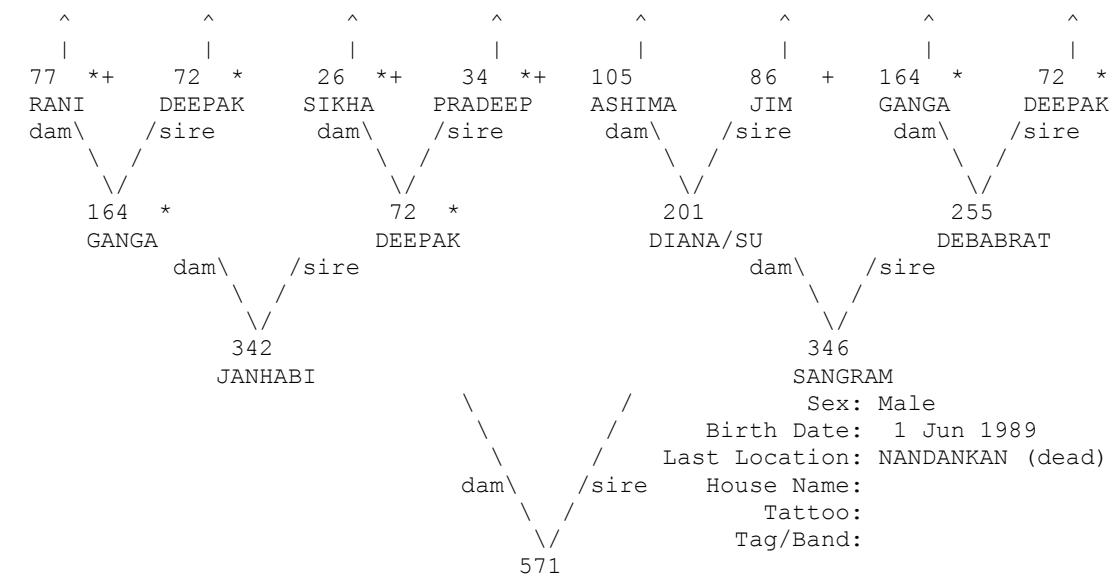 ^ ^ ^ ^ ^ ^ ^ ^
| | | | | | | |
77 *+ 72 * 26 *+ 34 *+ 105 86 + 164 * 72 *
RANI DEEPAK SIKHA PRADEEP ASHIMA JIM GANGA DEEPAK
dam\ /sire dam\ /sire dam\ /sire dam\ /sire
\ / \ / \ / \ /
\/ \/ \/ \/
164 * 72 * 201 255
GANGA DEEPAK DIANA/SU DEBABRAT
dam\ /sire dam\ /sire
\ / \ /
\/ \/
342 346
JANHABI SANGRAM
\ / Sex: Male
\ / Birth Date: 1 Jun 1989
\ / Last Location: NANDANKAN (dead)
dam\ /sire House Name:
\ / Tattoo:
\/ Tag/Band:
571